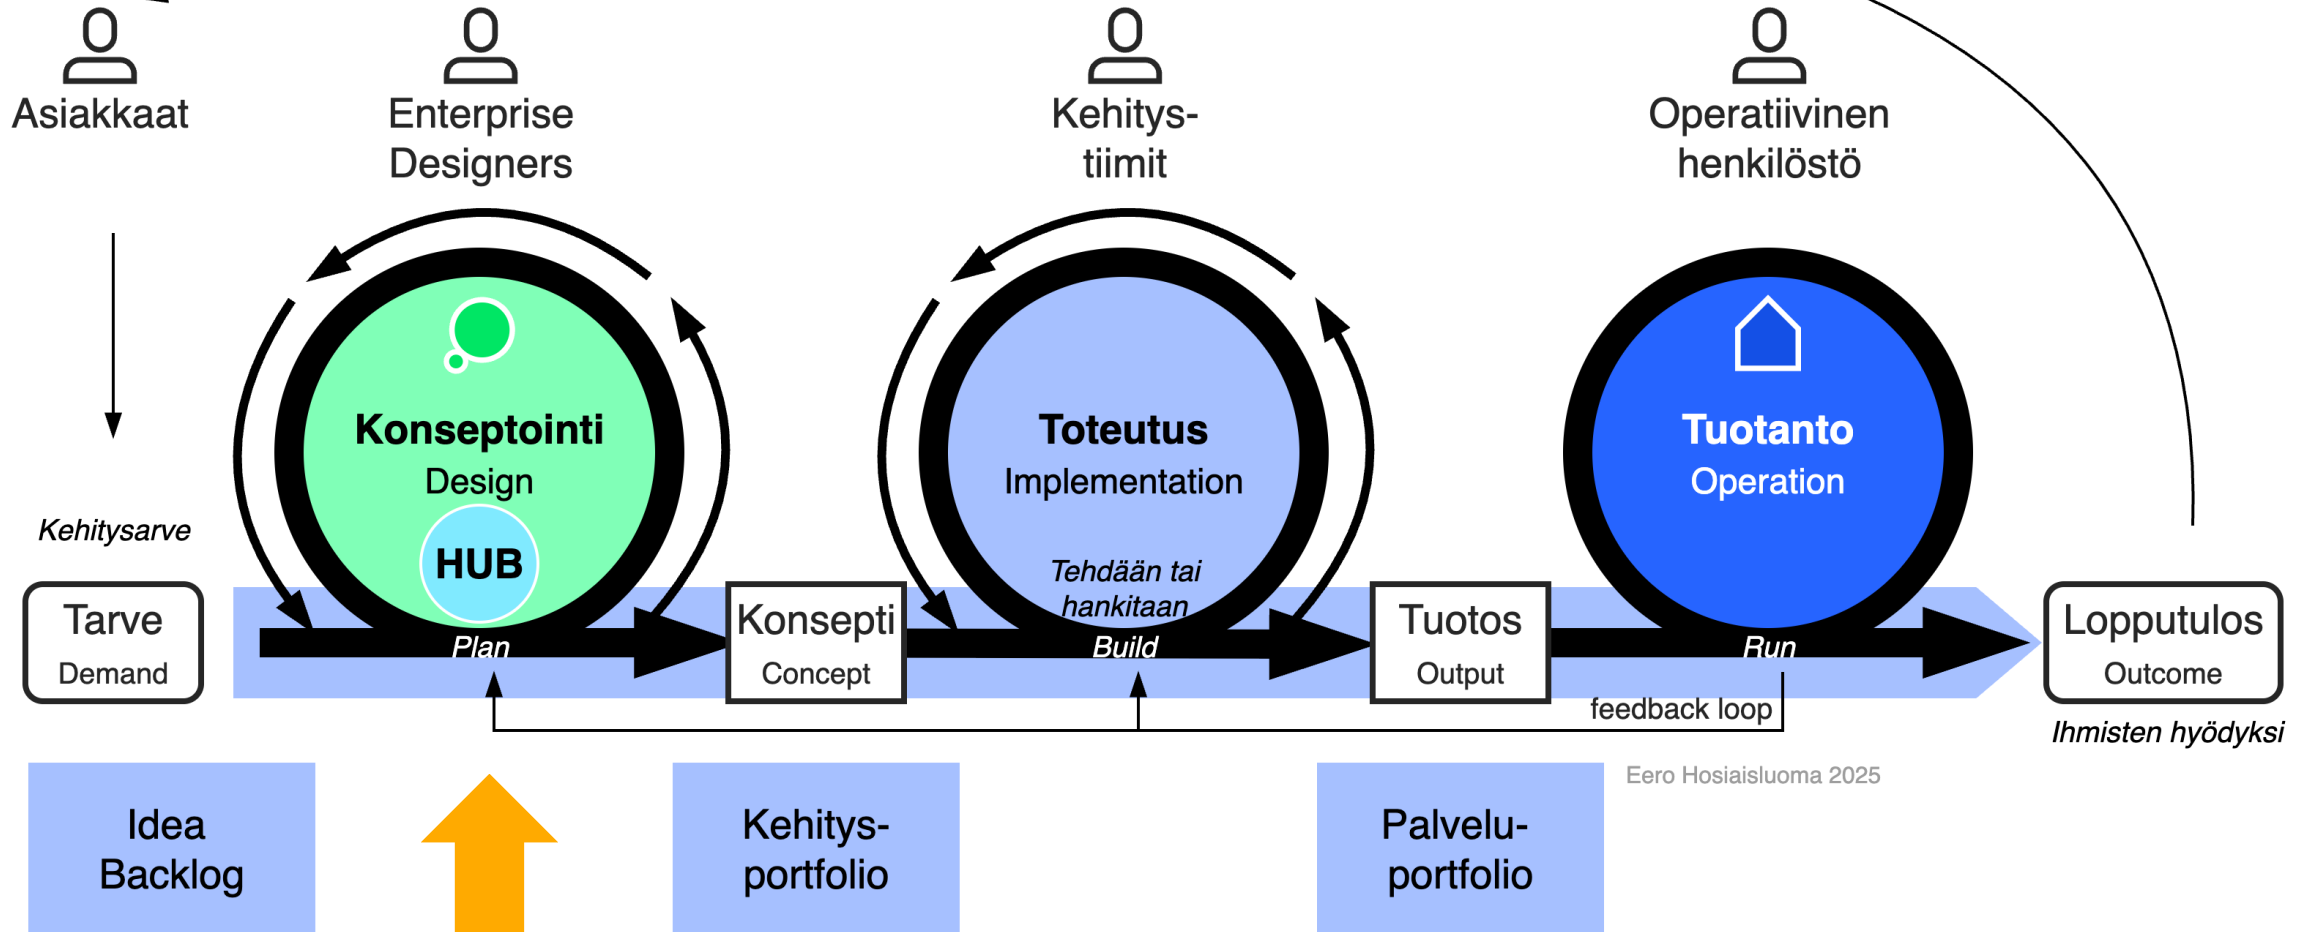 Asiakkaat
Enterprise
Designers
Kehitys-
tiimit
Operatiivinen
henkilöstö
Konseptointi
Design
HUB
Plan
Toteutus
Implementation
Tehdään tai
hankitaan
Build
Tuotanto
Operation
Run
Kehitysarve
Tarve
Demand
Konsepti
Concept
Tuotos
Output
Lopputulos
Outcome
feedback loop
Ihmisten hyödyksi
Eero Hosiaisluoma 2025
Idea
Backlog
Kehitys-
portfolio
Palvelu-
portfolio